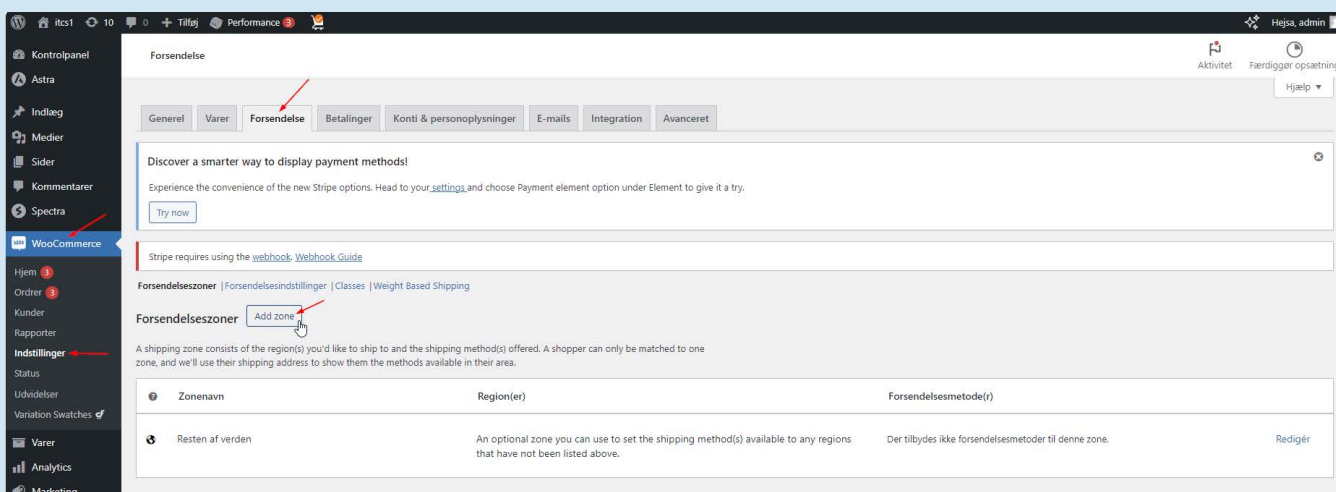 itcs1 10 0 Tilføj Performance 3 Hejsa, admin
Kontrolpanel
Astra
Indlæg
Medier
Sider
Kommentarer
Spectra
WooCommerce
Hjem 3
Ordrer 3
Kunder
Rapporter
Indstillinger
Status
Udvidelser
Variation Swatches
Varer
Analytics
Marketing
Forsendelse
Aktivitet Færdiggør opsætning
Hjælp
Generel Varer Forsendelse Betalinger Konti & personoplysninger E-mails Integration Avanceret
Discover a smarter way to display payment methods!
Experience the convenience of the new Stripe options. Head to your settings and choose Payment element option under Element to give it a try.
Try now
Stripe requires using the webhook. Webhook Guide
Forsendelseszoner | Forsendelsesindstillinger | Classes | Weight Based Shipping
Forsendelseszoner Add zone
A shipping zone consists of the region(s) you'd like to ship to and the shipping method(s) offered. A shopper can only be matched to one
zone, and we'll use their shipping address to show them the methods available in their area.
Zonenavn Region(er) Forsendelsesmetode(r)
Resten af verden An optional zone you can use to set the shipping method(s) available to any regions Der tilbydes ikke forsendelsesmetoder til denne zone. Redigér
that have not been listed above.